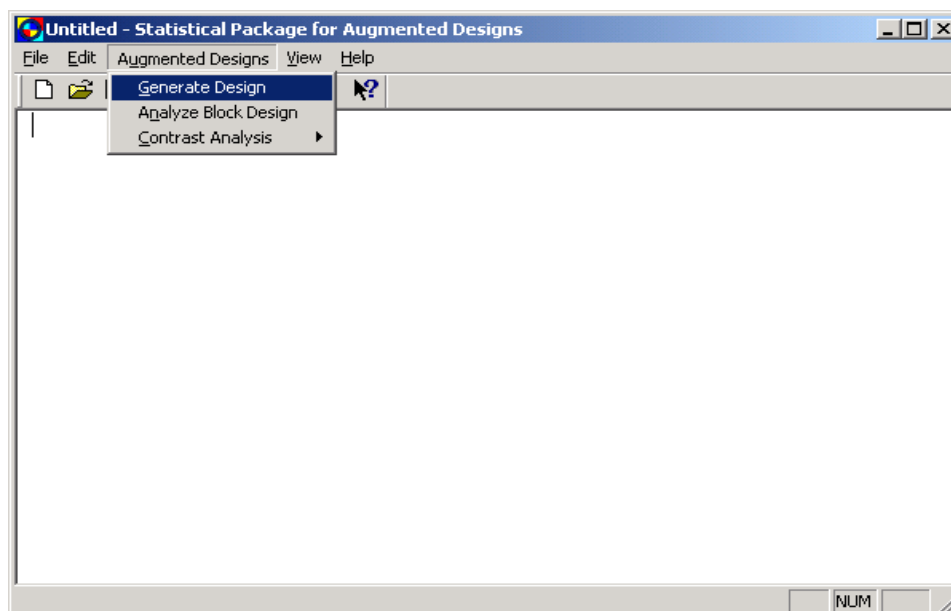 Untitled - Statistical Package for Augmented Designs
File Edit Augmented Designs View Help
Generate Design
Analyze Block Design
Contrast Analysis
NUM